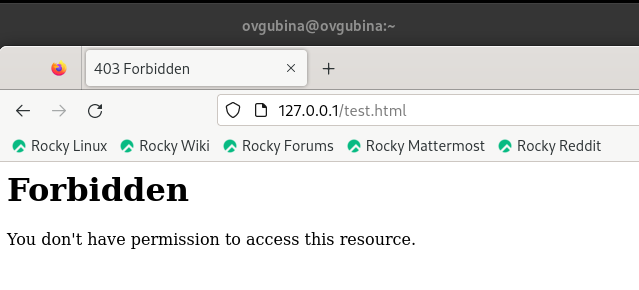 ovgubina@ovgubina:~
403 Forbidden
127.0.0.1/test.html
Rocky Linux Rocky Wiki Rocky Forums Rocky Mattermost Rocky Reddit
Forbidden
You don't have permission to access this resource.